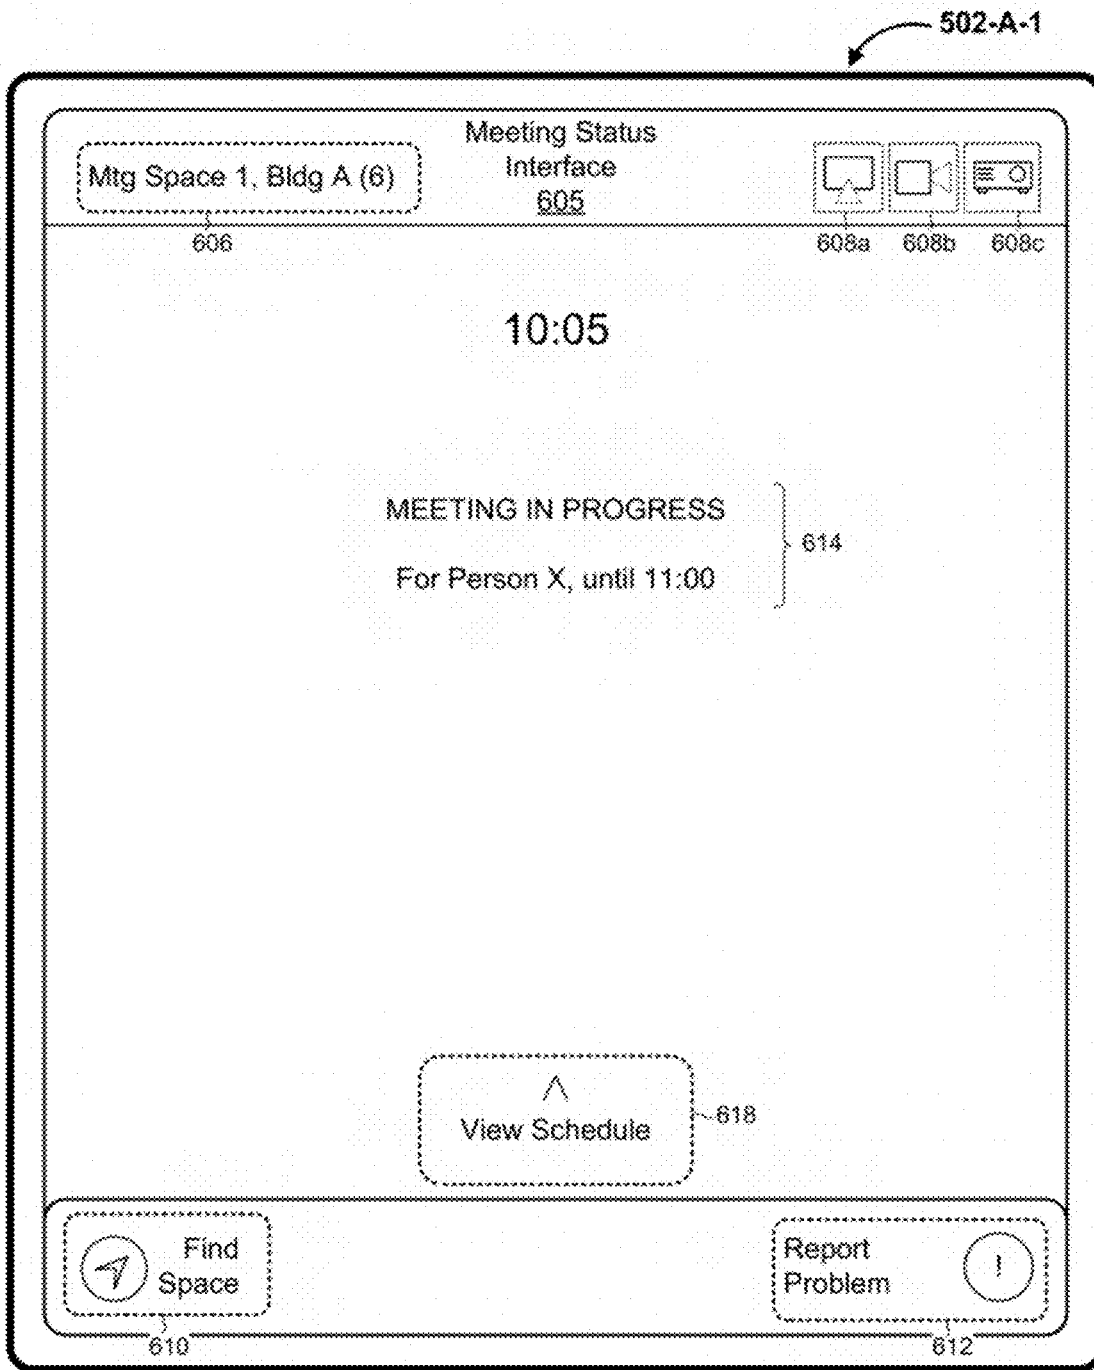 502-A-1
Meeting Status
Interface
605
Mtg Space 1, Bldg A (6)
606
608a 608b 608c
10:05
MEETING IN PROGRESS
For Person X, until 11:00
614
View Schedule
618
Find
Space
610
Report
Problem
!
612